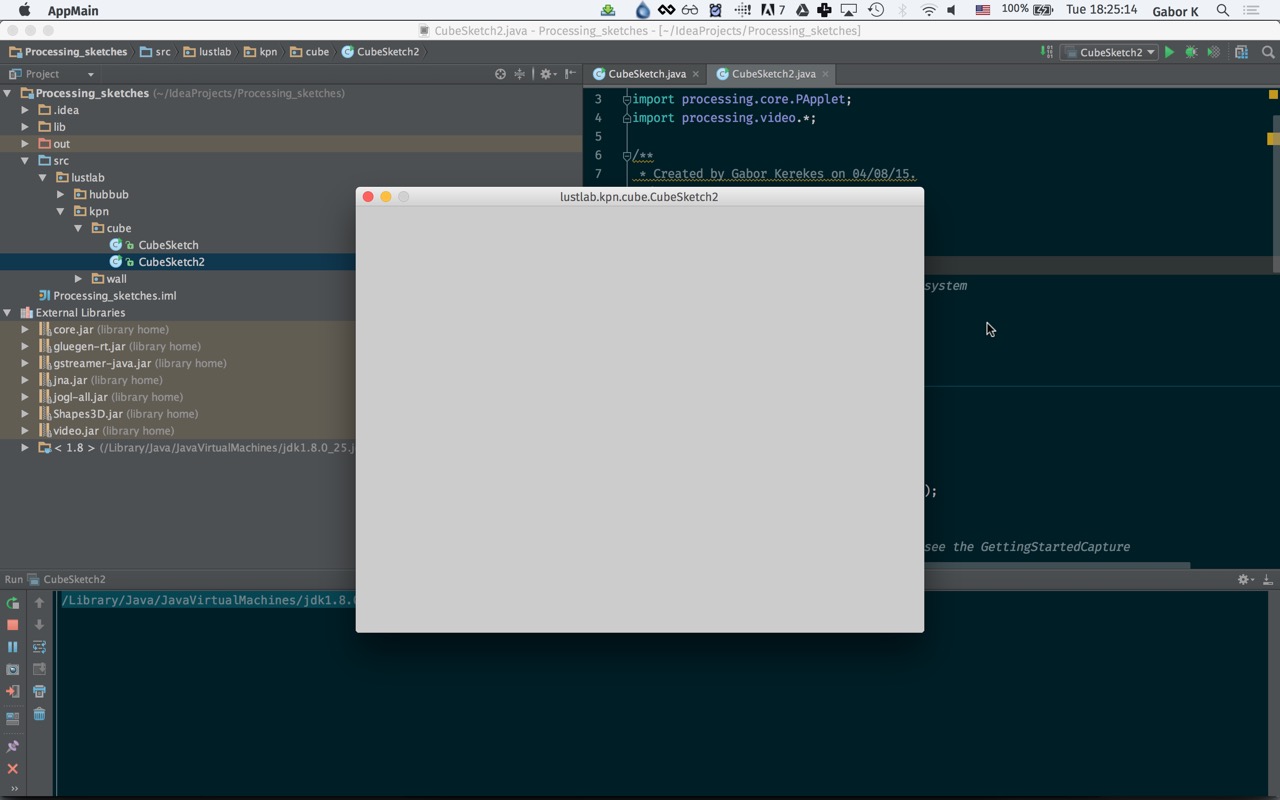 AppMain
7
100%
Tue 18:25:14
Gabor K
CubeSketch2.java - Processing_sketches - [~/IdeaProjects/Processing_sketches]
Processing_sketches src lustlab kpn cube CubeSketch2
CubeSketch2
Project
CubeSketch.java
CubeSketch2.java
Processing_sketches (~/IdeaProjects/Processing_sketches)
.idea
lib
out
src
lustlab
hubbub
kpn
cube
CubeSketch
CubeSketch2
wall
Processing_sketches.iml
External Libraries
core.jar (library home)
gluegen-rt.jar (library home)
gstreamer-java.jar (library home)
jna.jar (library home)
jogl-all.jar (library home)
Shapes3D.jar (library home)
video.jar (library home)
< 1.8 > (/Library/Java/JavaVirtualMachines/jdk1.8.0_25.j
3 import processing.core.PApplet;
4 import processing.video.*;
5
6 /**
7 * Created by Gabor Kerekes on 04/08/15.
lustlab.kpn.cube.CubeSketch2
system
);
see the GettingStartedCapture
Run CubeSketch2
/Library/Java/JavaVirtualMachines/jdk1.8.0